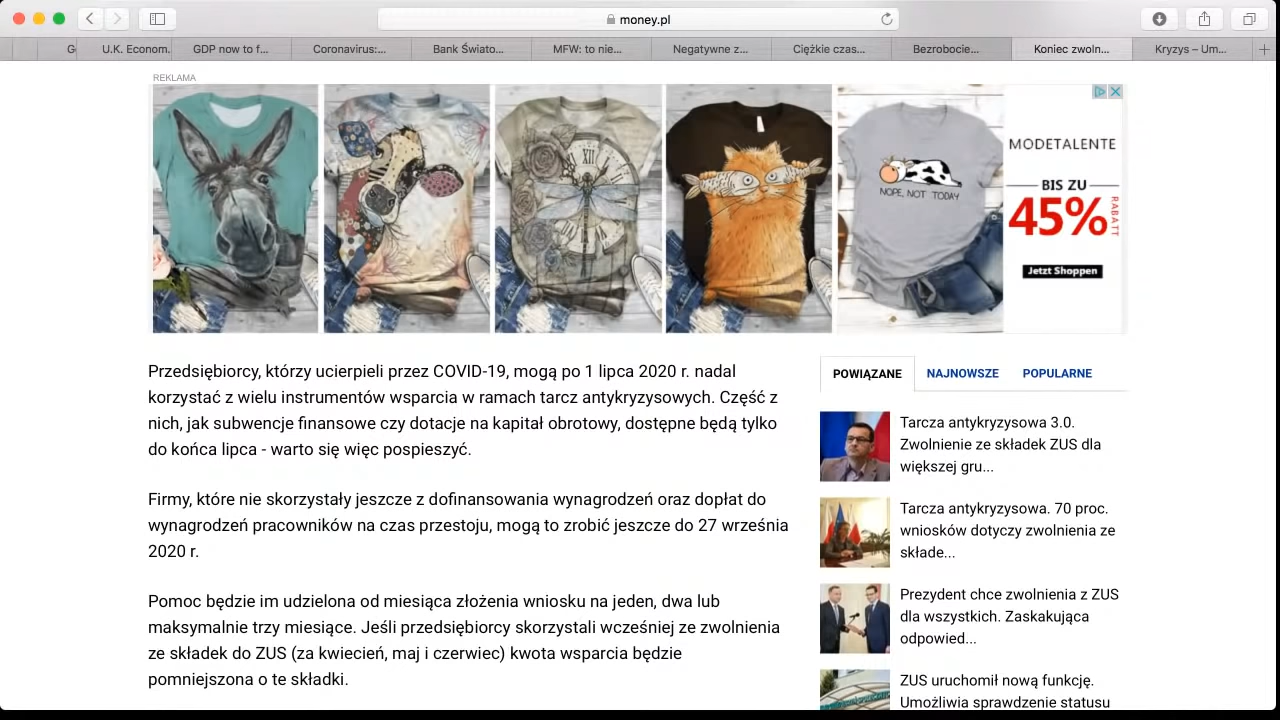 money.pl
G
U.K. Econom.
GDP now to f...
Coronavirus:...
Bank Świato...
MFW: to nie...
Negatywne z...
Ciężkie czas...
Bezrobocie...
Koniec zwoln...
Kryzys – Um...
REKLAMA
XII
NOPE, NOT TODAY
MODETALENTE
BIS ZU
45%
RABATT
Jetzt Shoppen
Przedsiębiorcy, którzy ucierpieli przez COVID-19, mogą po 1 lipca 2020 r. nadal
korzystać z wielu instrumentów wsparcia w ramach tarcz antykryzysowych. Część z
nich, jak subwencje finansowe czy dotacje na kapitał obrotowy, dostępne będą tylko
do końca lipca - warto się więc pospieszyć.
Firmy, które nie skorzystały jeszcze z dofinansowania wynagrodzeń oraz dopłat do
wynagrodzeń pracowników na czas przestoju, mogą to zrobić jeszcze do 27 września
2020 r.
Pomoc będzie im udzielona od miesiąca złożenia wniosku na jeden, dwa lub
maksymalnie trzy miesiące. Jeśli przedsiębiorcy skorzystali wcześniej ze zwolnienia
ze składek do ZUS (za kwiecień, maj i czerwiec) kwota wsparcia będzie
pomniejszona o te składki.
POWIĄZANE
NAJNOWSZE
POPULARNE
Tarcza antykryzysowa 3.0.
Zwolnienie ze składek ZUS dla
większej gru...
Tarcza antykryzysowa. 70 proc.
wniosków dotyczy zwolnienia ze
składe...
Prezydent chce zwolnienia z ZUS
dla wszystkich. Zaskakująca
odpowied...
ZUS uruchomił nową funkcję.
Umożliwia sprawdzenie statusu